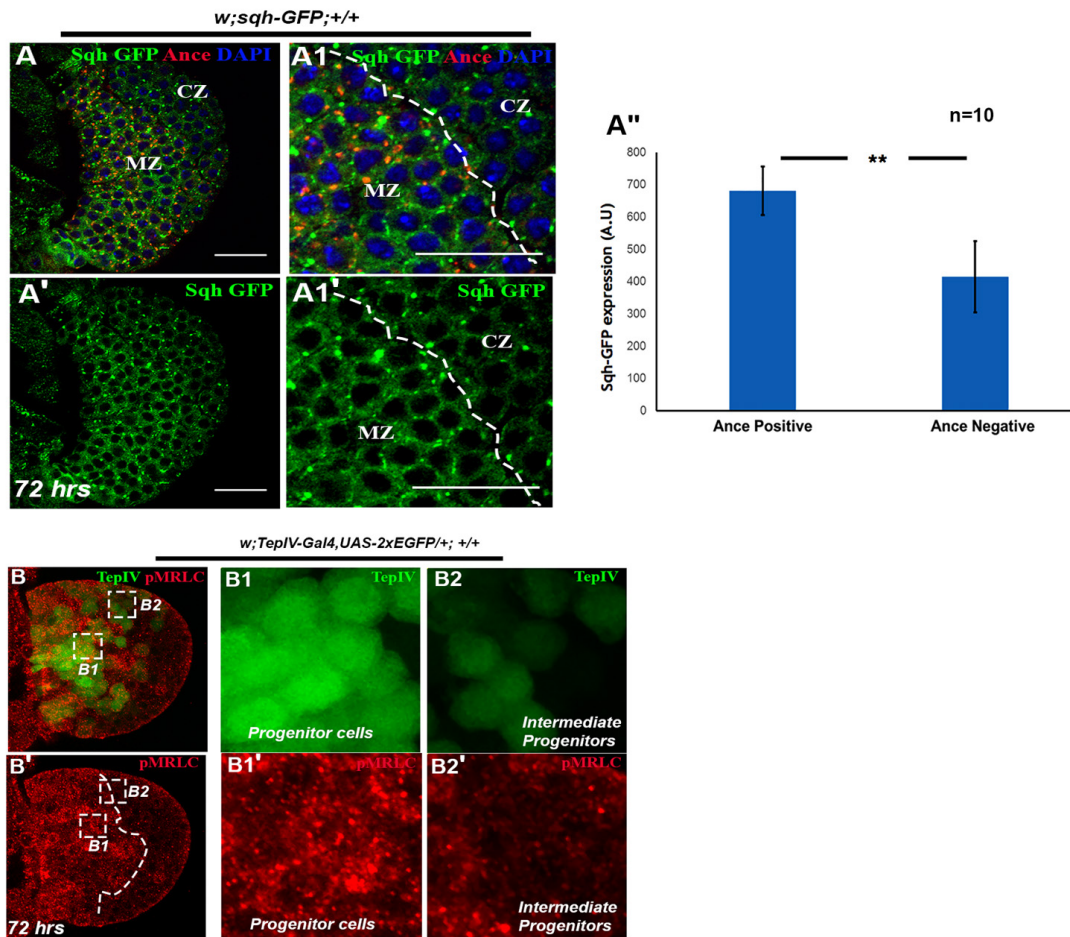 w;sqh-GFP;+/+
A
Sqh GFP Ance DAPI
CZ
MZ
A1
Sqh GFP Ance DAPI
CZ
MZ
A'
Sqh GFP
72 hrs
A1'
Sqh GFP
CZ
MZ
A"
n=10
**
Sqh-GFP expression (A.U)
800
700
600
500
400
300
200
100
0
Ance Positive
Ance Negative
w;TepIV-Gal4,UAS-2xEGFP/+; +/+
B
TepIV pMRLC
B2
B1
B1
TepIV
Progenitor cells
B2
TepIV
Intermediate
Progenitors
B'
pMRLC
B2
B1
72 hrs
B1'
pMRLC
Progenitor cells
B2'
pMRLC
Intermediate
Progenitors